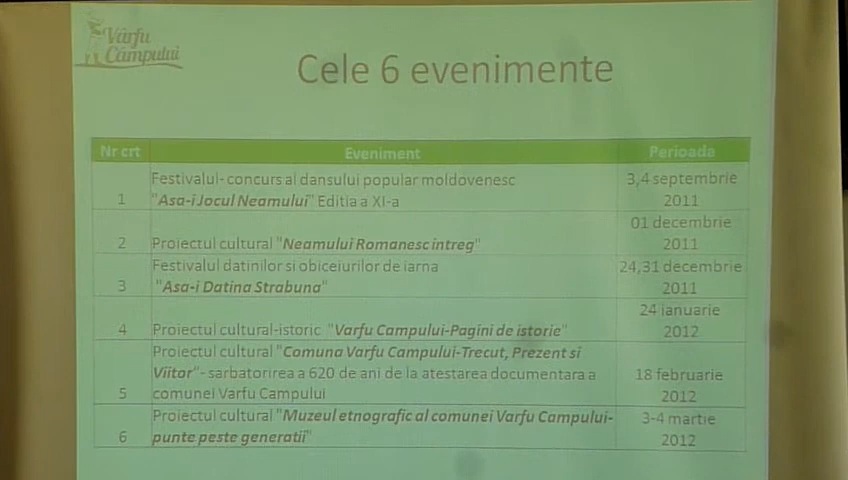 Vârfu
Câmpului
Cele 6 evenimente
Nr crt Eveniment Perioada
Festivalul- concurs al dansului popular moldovenesc
1 "Asa-i Jocul Neamului" Editia a XI-a
3,4 septembrie
2011
2 Proiectul cultural "Neamului Romanesc intreg"
01 decembrie
2011
Festivalul datinilor si obiceiurilor de iarna
3 "Asa-i Datina Strabuna"
24,31 decembrie
2011
4 Proiectul cultural-istoric "Varfu Campului-Pagini de istorie"
24 ianuarie
2012
Proiectul cultural "Comuna Varfu Campului-Trecut, Prezent si
Viitor"- sarbatorirea a 620 de ani de la atestarea documentara a
5 comunei Varfu Campului
18 februarie
2012
Proiectul cultural "Muzeul etnografic al comunei Varfu Campului-
6 punte peste generatii"
3-4 martie
2012